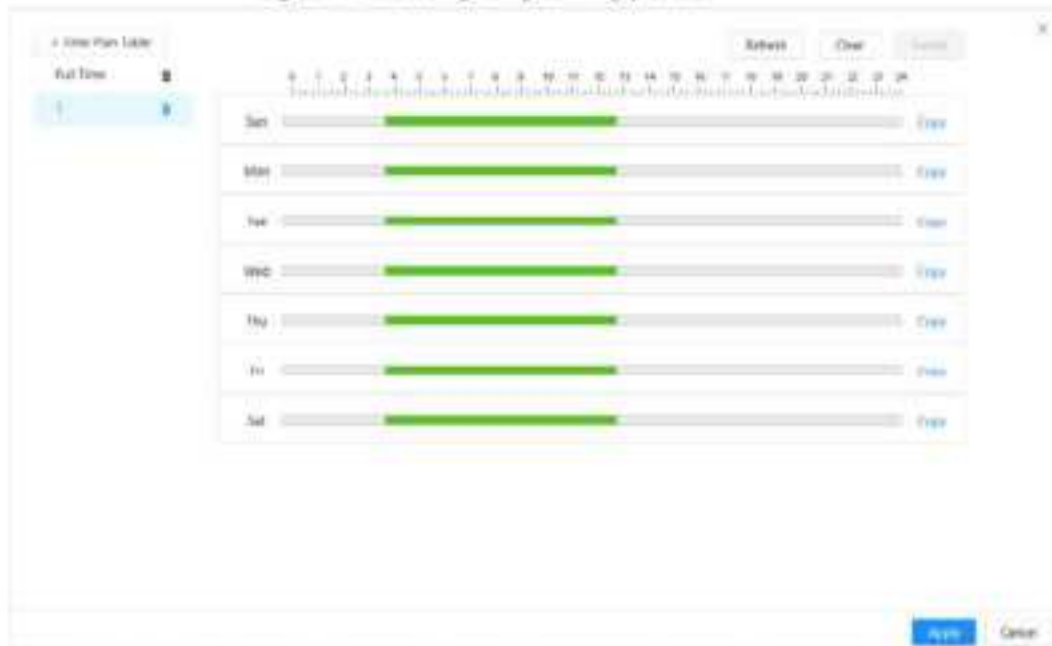 Refresh Clear
Full Time
0 1 2 3 4 5 6 7 8 9 10 11 12 13 14 15 16 17 18 19 20 21 22 23 24
1
Sun Copy
Mon Copy
Tue Copy
Wed Copy
Thu Copy
Fri Copy
Sat Copy
Apply Cancel